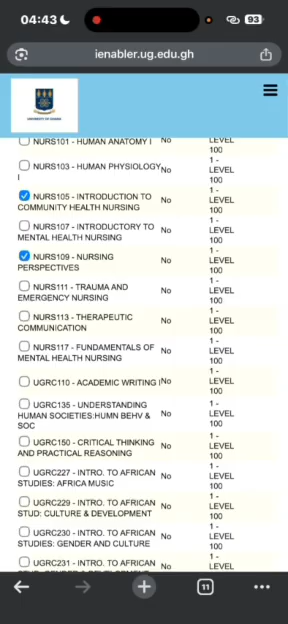 04:43
93
ienabler.ug.edu.gh
UNIVERSITY OF GHANA
NURS101 - HUMAN ANATOMY I No LEVEL
100
NURS103 - HUMAN PHYSIOLOGY No 1 -
I LEVEL
100
NURS105 - INTRODUCTION TO No 1 -
COMMUNITY HEALTH NURSING LEVEL
100
NURS107 - INTRODUCTORY TO No 1 -
MENTAL HEALTH NURSING LEVEL
100
NURS109 - NURSING No 1 -
PERSPECTIVES LEVEL
100
NURS111 - TRAUMA AND No 1 -
EMERGENCY NURSING LEVEL
100
NURS113 - THERAPEUTIC No 1 -
COMMUNICATION LEVEL
100
NURS117 - FUNDAMENTALS OF No 1 -
MENTAL HEALTH NURSING LEVEL
100
1 -
UGRC110 - ACADEMIC WRITING I No LEVEL
100
UGRC135 - UNDERSTANDING No 1 -
HUMAN SOCIETIES:HUMN BEHV & LEVEL
SOC 100
UGRC150 - CRITICAL THINKING No 1 -
AND PRACTICAL REASONING LEVEL
100
UGRC227 - INTRO. TO AFRICAN No 1 -
STUDIES: AFRICA MUSIC LEVEL
100
UGRC229 - INTRO. TO AFRICAN No 1 -
STUD: CULTURE & DEVELOPMENT LEVEL
100
UGRC230 - INTRO. TO AFRICAN No 1 -
STUDIES: GENDER AND CULTURE LEVEL
100
UGRC231 - INTRO. TO AFRICAN No 1 -
LEVEL
11